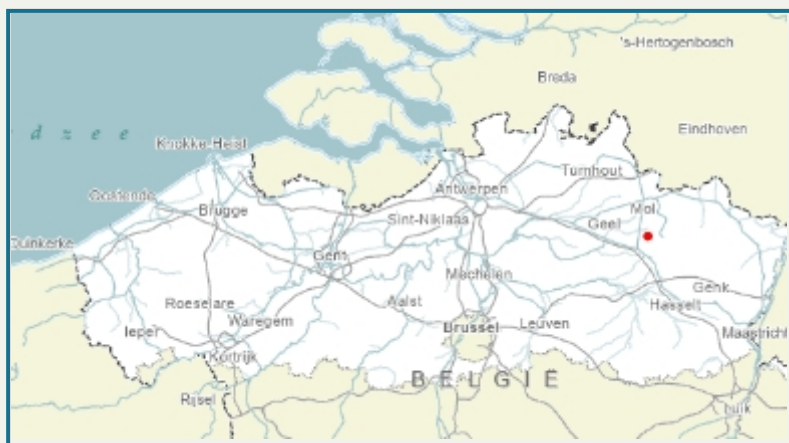 's-Hertogenbosch
Breda
dzee
Eindhoven
Knokke-Heist
Turnhout
Oostende
Antwerpen
Mol
Brugge
Sint-Niklaas
Geel
Duinkerke
Gent
Mechelen
Genk
Roeselare
Aalst
Hasselt
Ieper
Waregem
Brussel
Leuven
Maastricht
Kortrijk
BELGIË
Rijsel
Luik